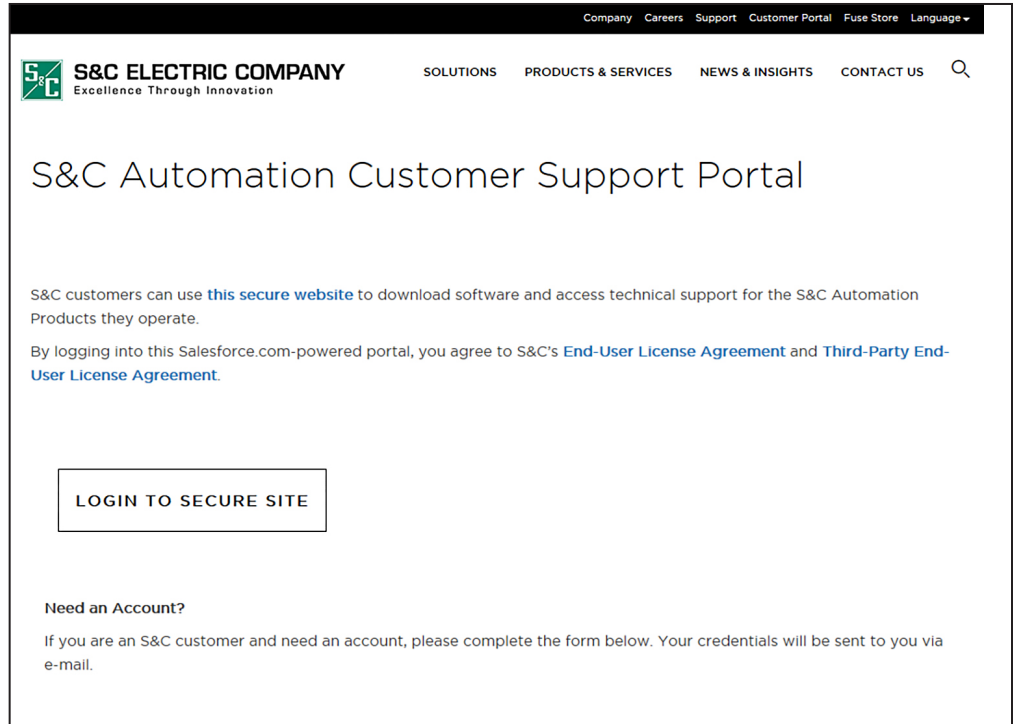 Company Careers Support Customer Portal Fuse Store Language
S&C
S&C ELECTRIC COMPANY
Excellence Through Innovation
SOLUTIONS PRODUCTS & SERVICES NEWS & INSIGHTS CONTACT US
S&C Automation Customer Support Portal
S&C customers can use this secure website to download software and access technical support for the S&C Automation
Products they operate.
By logging into this Salesforce.com-powered portal, you agree to S&C’s End-User License Agreement and Third-Party End-
User License Agreement.
LOGIN TO SECURE SITE
Need an Account?
If you are an S&C customer and need an account, please complete the form below. Your credentials will be sent to you via
e-mail.